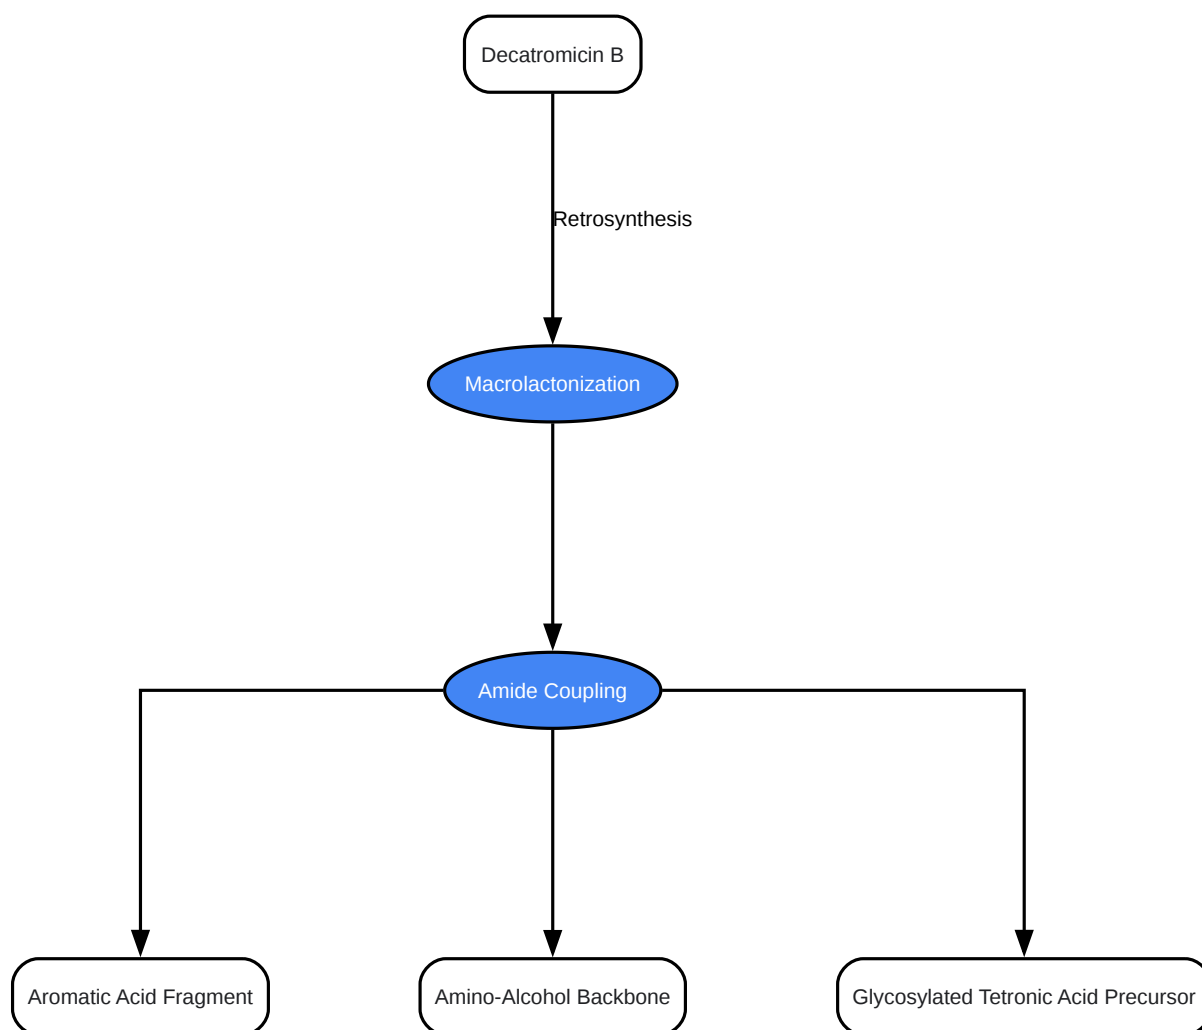 Decatromicin B
Retrosynthesis
Macrolactonization
Amide Coupling
Aromatic Acid Fragment
Amino-Alcohol Backbone
Glycosylated Tetronic Acid Precursor